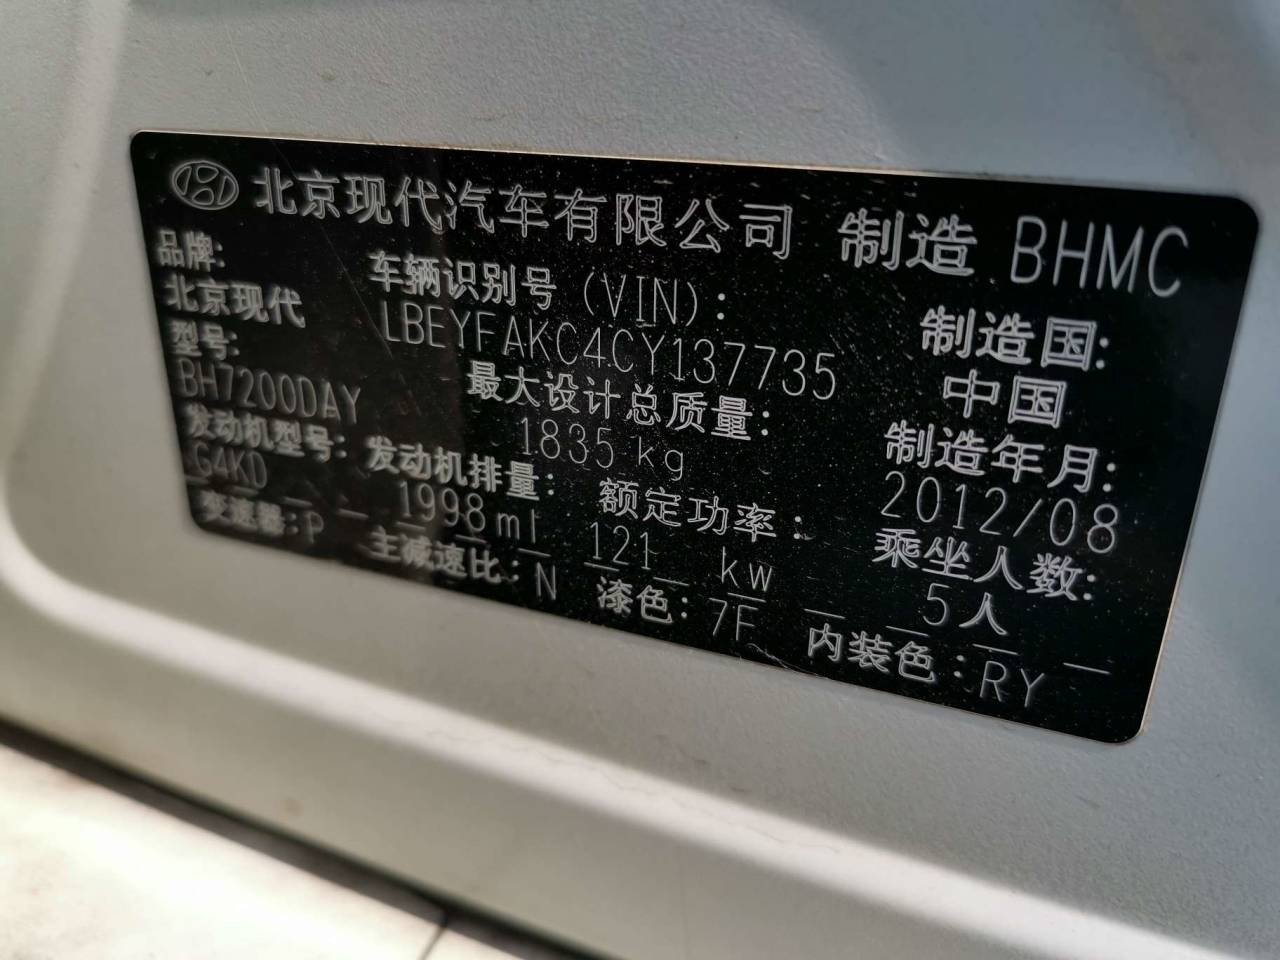 北京现代汽车有限公司 制造 BHMC
品牌: 车辆识别号 (VIN): 制造国:
北京现代 LBEYFAKC4CY137735 中国
型号: 最大设计总质量: 制造年月:
BH7200DAY 1835 kg 2012/08
发动机型号: 发动机排量: 额定功率: 乘坐人数:
G4KD 1998ml 121 kw 5人
变速器:P 主减速比:N 漆色:7F 内装色:RY